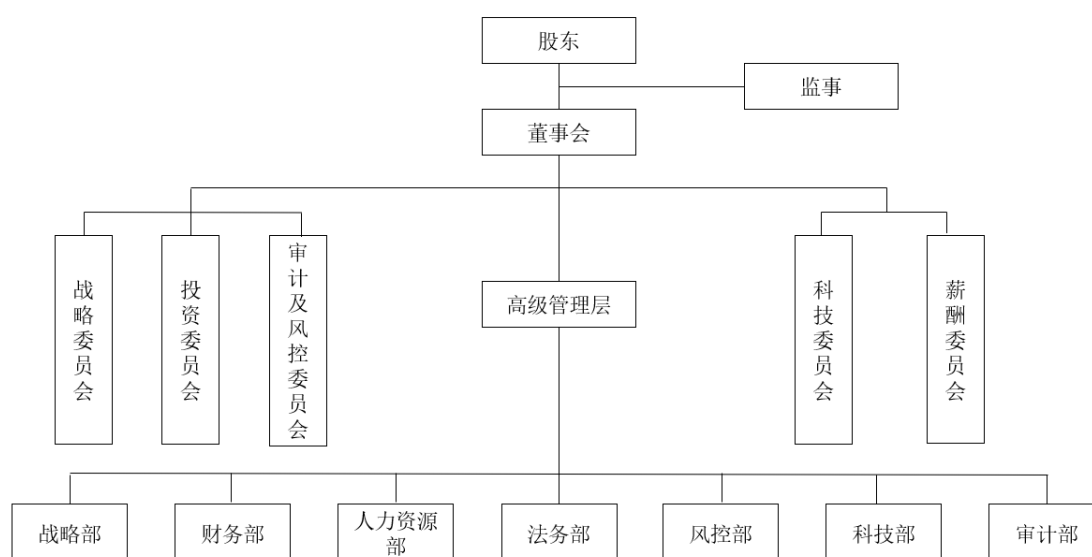 股东
监事
董事会
战略委员会
投资委员会
审计及风控委员会
高级管理层
科技委员会
薪酬委员会
战略部
财务部
人力资源
部
法务部
风控部
科技部
审计部